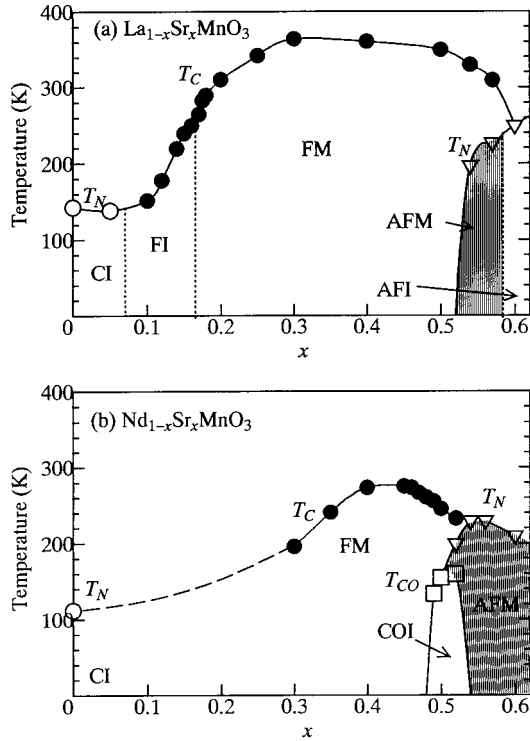 400
(a) La1−xSrxMnO3
300
TC
200
FM
TN
TN
AFM
100
FI
CI
AFI
0
0 0.1 0.2 0.3 0.4 0.5 0.6
x
Temperature (K)
400
(b) Nd1−xSrxMnO3
300
TC
TN
200
FM
TN
TCO
AFM
100
COI
CI
0
0 0.1 0.2 0.3 0.4 0.5 0.6
x
Temperature (K)